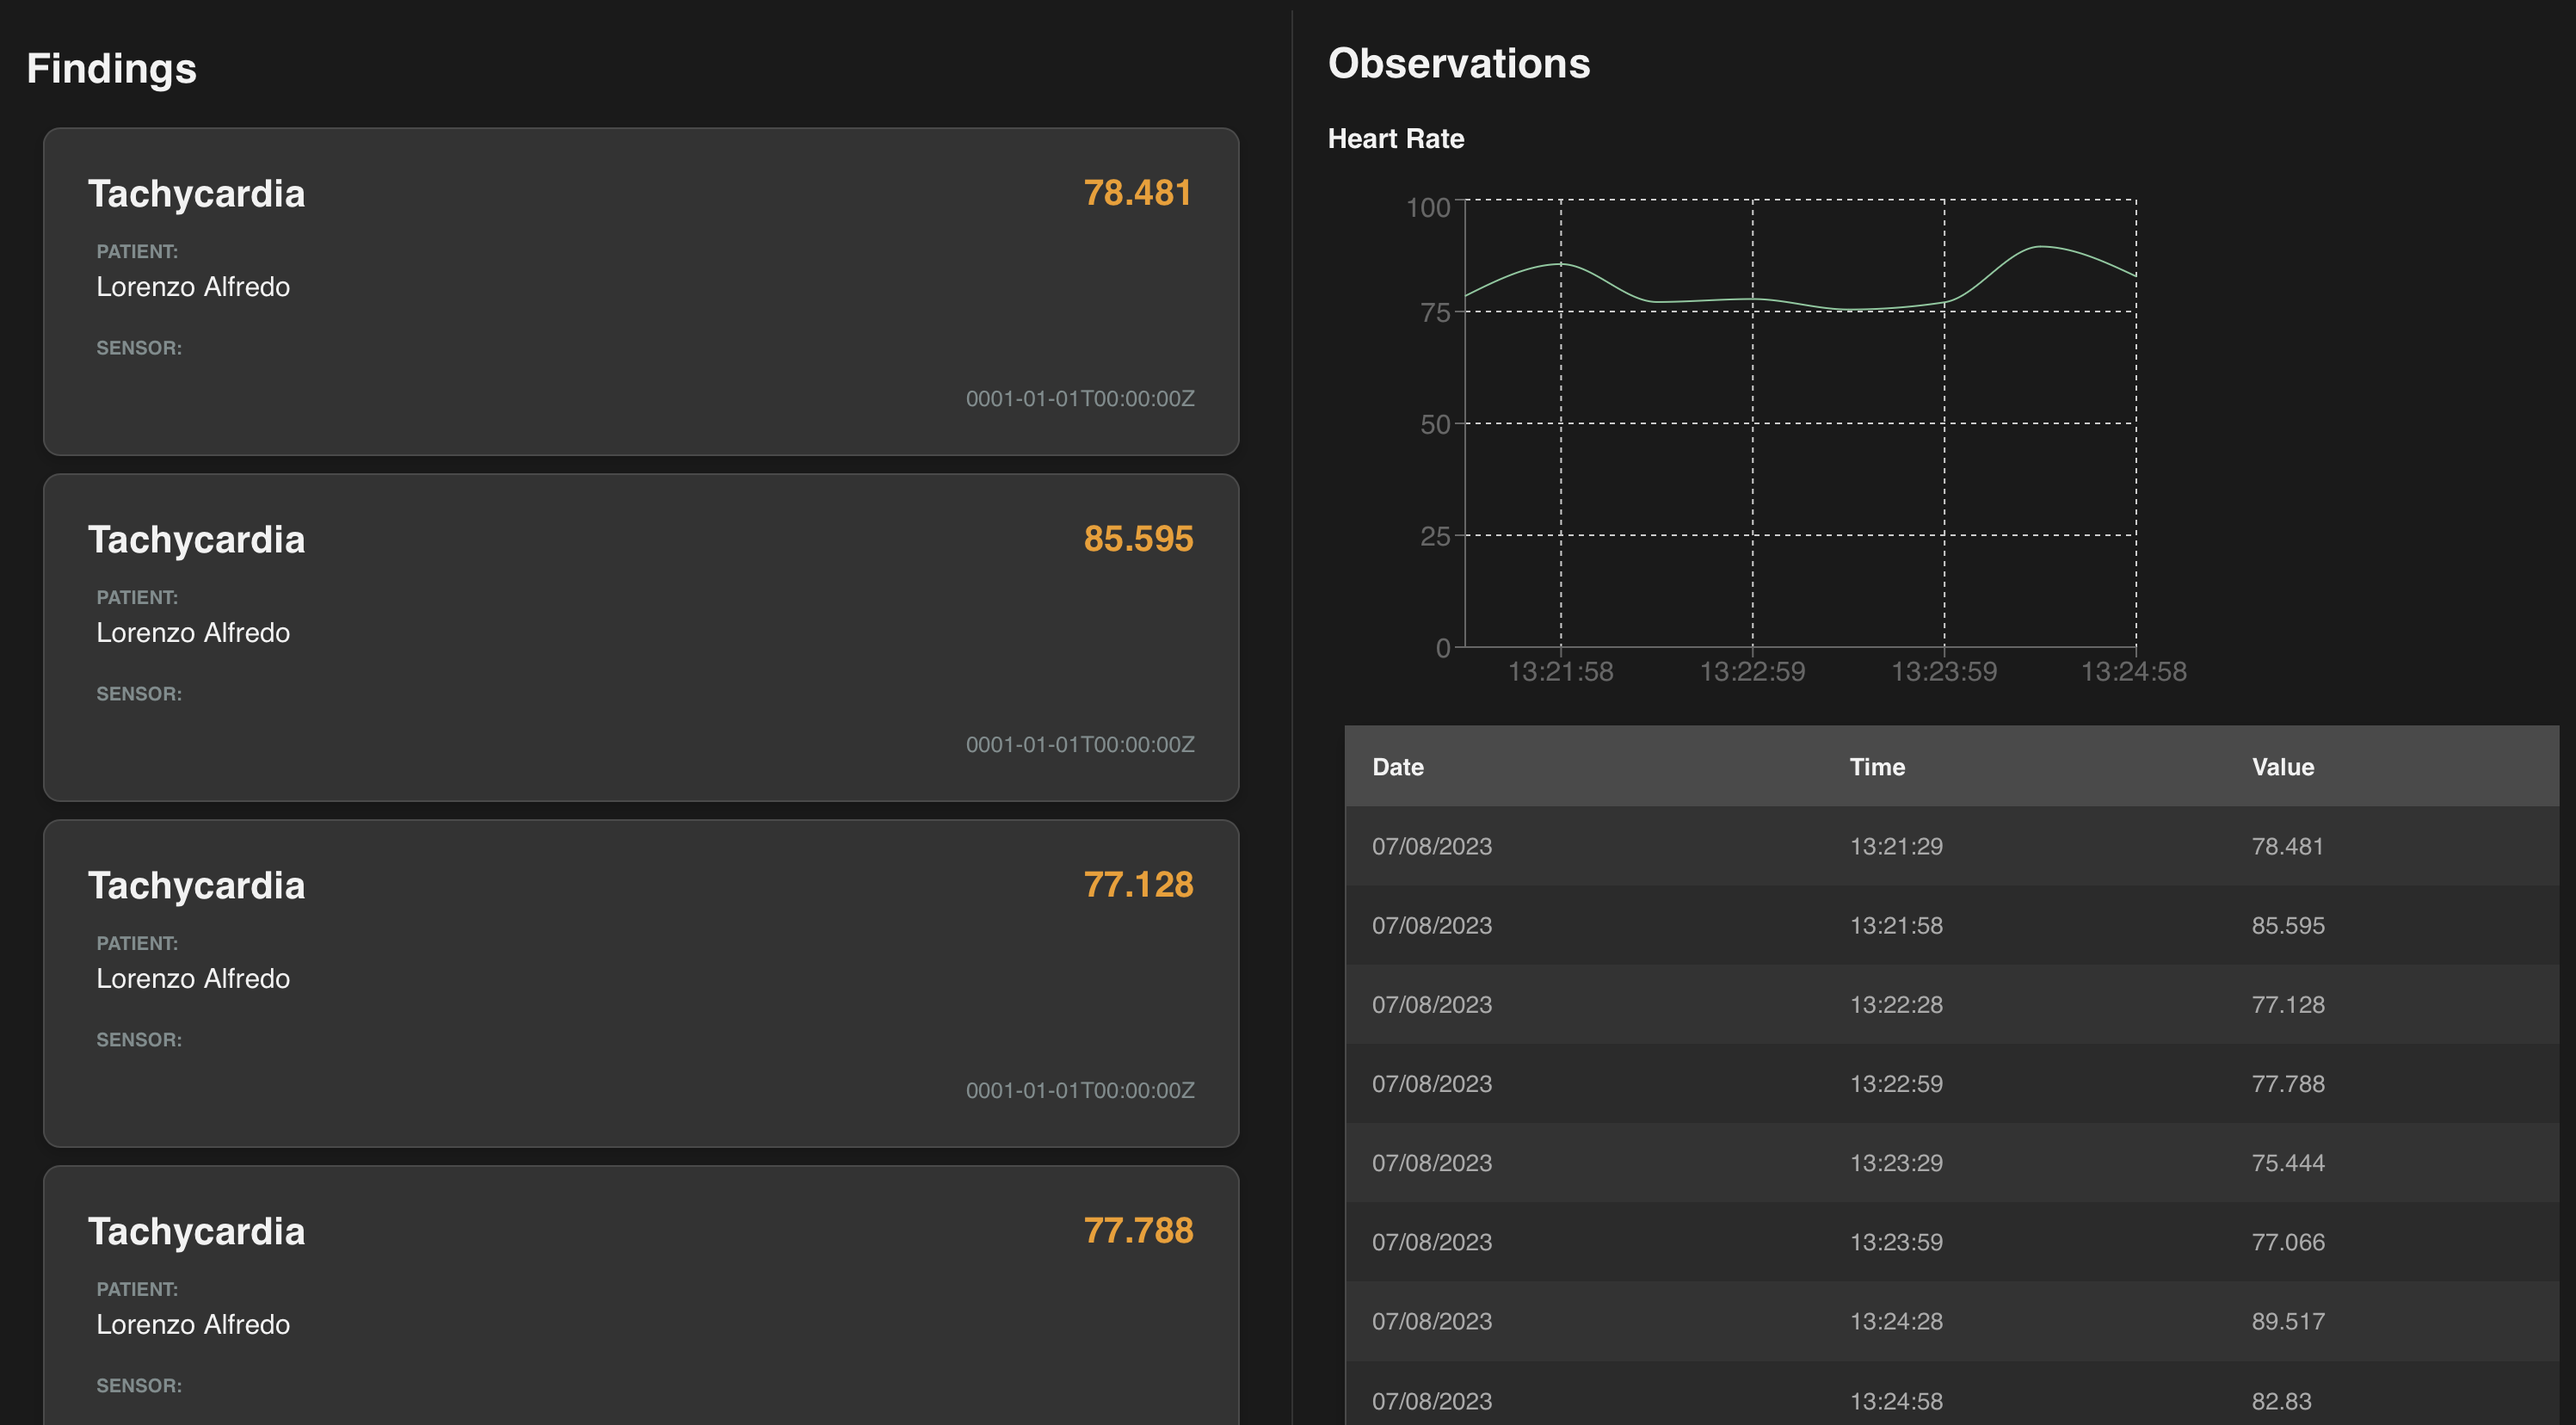 Findings
Tachycardia 78.481
PATIENT:
Lorenzo Alfredo
SENSOR:
0001-01-01T00:00:00Z
Tachycardia 85.595
PATIENT:
Lorenzo Alfredo
SENSOR:
0001-01-01T00:00:00Z
Tachycardia 77.128
PATIENT:
Lorenzo Alfredo
SENSOR:
0001-01-01T00:00:00Z
Tachycardia 77.788
PATIENT:
Lorenzo Alfredo
SENSOR:
Observations
Heart Rate
100
75
50
25
0
13:21:58 13:22:59 13:23:59 13:24:58
Date Time Value
07/08/2023 13:21:29 78.481
07/08/2023 13:21:58 85.595
07/08/2023 13:22:28 77.128
07/08/2023 13:22:59 77.788
07/08/2023 13:23:29 75.444
07/08/2023 13:23:59 77.066
07/08/2023 13:24:28 89.517
07/08/2023 13:24:58 82.83